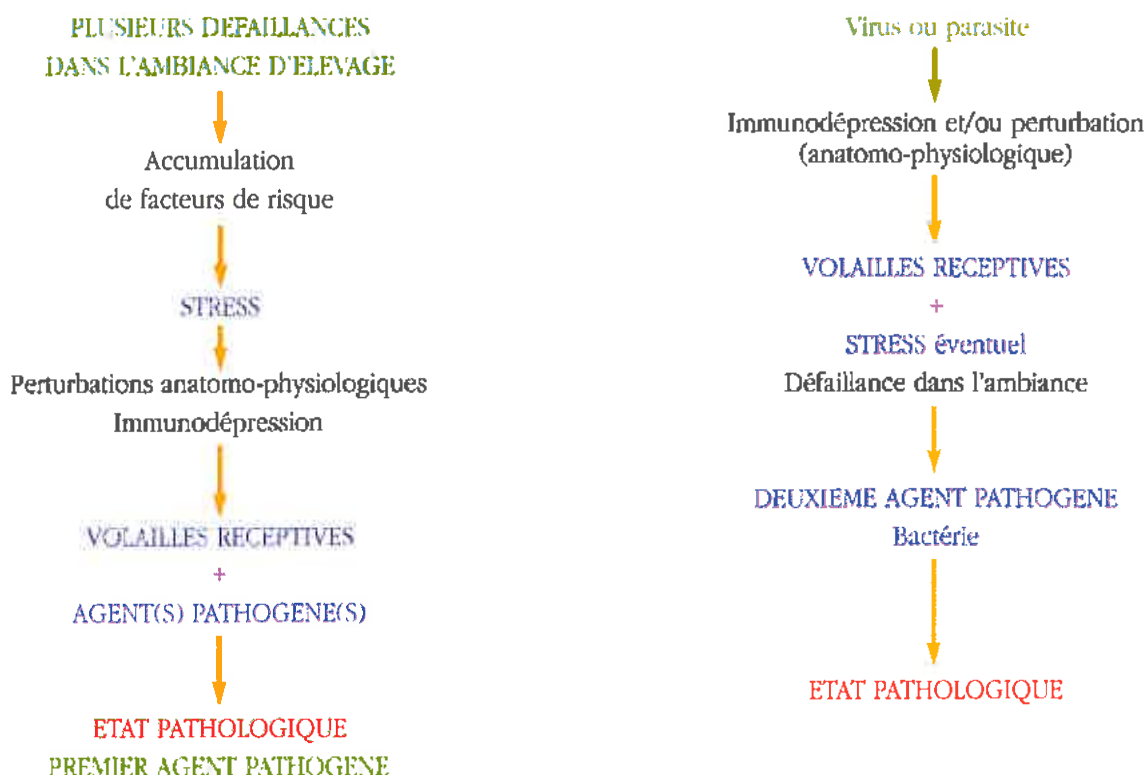 PLUSIEURS DEFAILLANCES
DANS L'AMBIANCE D'ELEVAGE
Accumulation
de facteurs de risque
STRESS
Perturbations anatomo-physiologiques
Immunodépression
VOLAILLES RECEPTIVES
+
AGENT(S) PATHOGENE(S)
ETAT PATHOLOGIQUE
PREMIER AGENT PATHOGENE
Virus ou parasite
Immunodépression et/ou perturbation
(anatomo-physiologique)
VOLAILLES RECEPTIVES
+
STRESS éventuel
Défaillance dans l'ambiance
DEUXIEME AGENT PATHOGENE
Bactérie
ETAT PATHOLOGIQUE